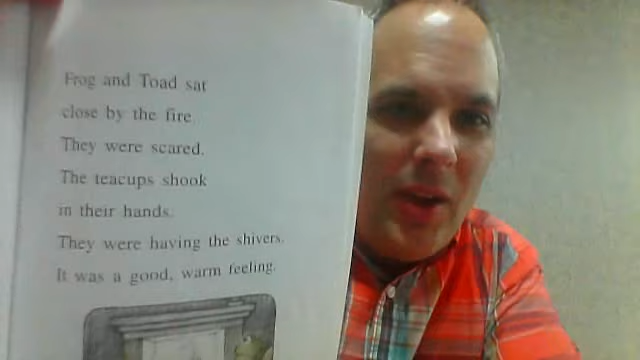 Frog and Toad sat
close by the fire.
They were scared.
The teacups shook
in their hands.
They were having the shivers.
It was a good, warm feeling.